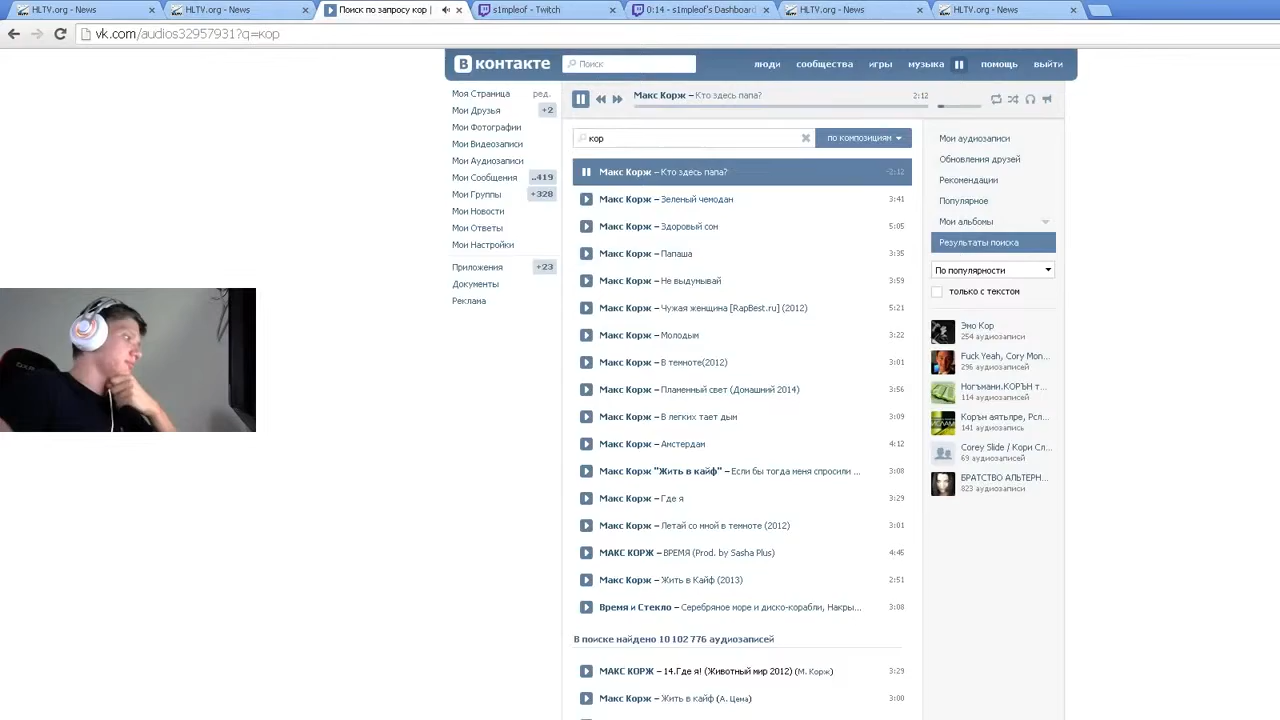 HLTV.org - News
HLTV.org - News
Поиск по запросу кор |
s1mpleof - Twitch
0:14 - s1mpleof's Dashboard
HLTV.org - News
HLTV.org - News
vk.com/audios32957931?q=кор
В контакте
Поиск
люди
сообщества
игры
музыка
помощь
выйти
Моя Страница
ред.
Мои Друзья
+2
Мои Фотографии
Мои Видеозаписи
Мои Аудиозаписи
Мои Сообщения
..419
Мои Группы
+328
Мои Новости
Мои Ответы
Мои Настройки
Приложения
+23
Документы
Реклама
Макс Корж – Кто здесь папа?
2:12
кор
по композициям
Макс Корж – Кто здесь папа? -2:12
Макс Корж – Зеленый чемодан 3:41
Макс Корж – Здоровый сон 5:05
Макс Корж – Папаша 3:35
Макс Корж – Не выдумывай 3:59
Макс Корж – Чужая женщина [RapBest.ru] (2012) 5:21
Макс Корж – Молодым 3:22
Макс Корж – В темноте(2012) 3:01
Макс Корж – Пламенный свет (Домашний 2014) 3:56
Макс Корж – В легких тает дым 3:09
Макс Корж – Амстердам 4:12
Макс Корж "Жить в кайф" – Если бы тогда меня спросили ... 3:08
Макс Корж – Где я 3:29
Макс Корж – Летай со мной в темноте (2012) 3:01
МАКС КОРЖ – ВРЕМЯ (Prod. by Sasha Plus) 4:45
Макс Корж – Жить в Кайф (2013) 2:51
Время и Стекло – Серебряное море и диско-корабли, Накры... 3:08
В поиске найдено 10 102 776 аудиозаписей
МАКС КОРЖ – 14.Где я! (Животный мир 2012) (М. Корж) 3:29
Макс Корж – Жить в кайф (А. Цема) 3:00
Мои аудиозаписи
Обновления друзей
Рекомендации
Популярное
Мои альбомы
Результаты поиска
По популярности
только с текстом
Эмо Кор
254 аудиозаписи
Fuck Yeah, Cory Mon...
296 аудиозаписей
Ногъмани.КОРЪН т...
114 аудиозаписей
Корън аятьлре, Рсл...
141 аудиозапись
Corey Slide / Кори Сл...
69 аудиозаписей
БРАТСТВО АЛЬТЕРН...
823 аудиозаписи